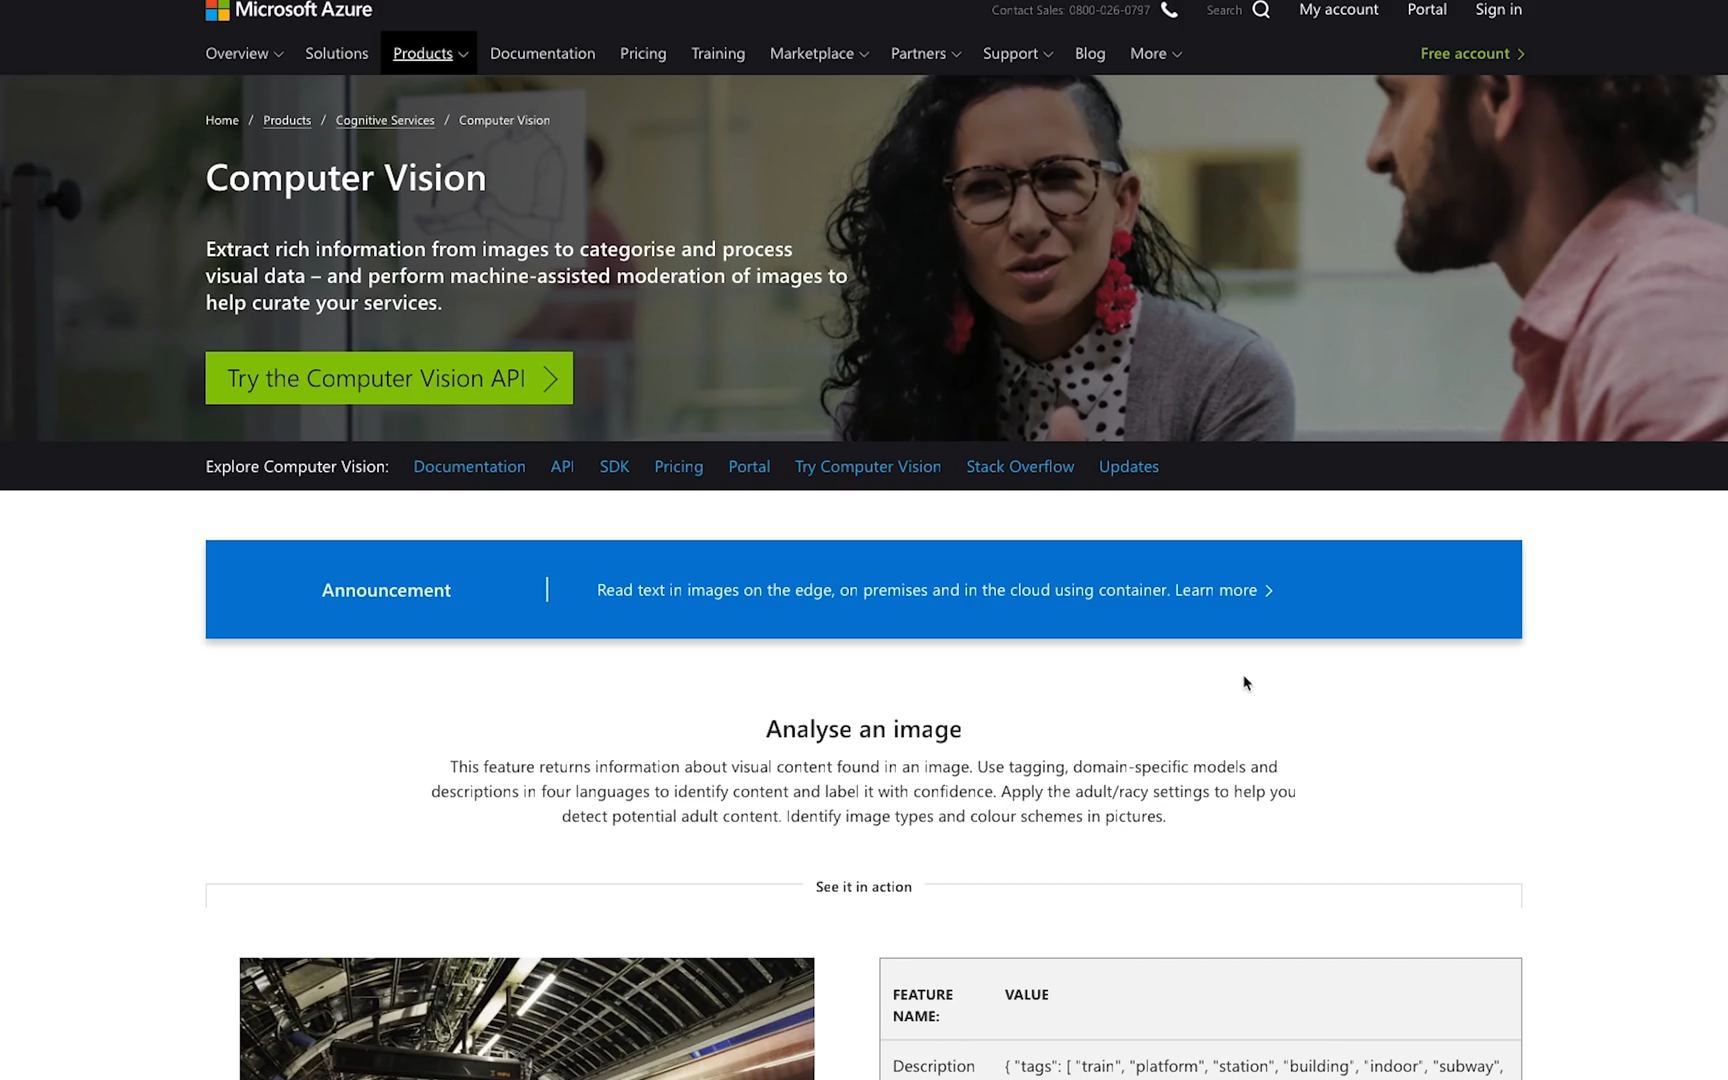 Microsoft Azure
Contact Sales: 0800-026-0797
Search
My account
Portal
Sign in
Overview
Solutions
Products
Documentation
Pricing
Training
Marketplace
Partners
Support
Blog
More
Free account
Home / Products / Cognitive Services / Computer Vision
Computer Vision
Extract rich information from images to categorise and process
visual data – and perform machine-assisted moderation of images to
help curate your services.
Try the Computer Vision API
Explore Computer Vision: Documentation API SDK Pricing Portal Try Computer Vision Stack Overflow Updates
Announcement
Read text in images on the edge, on premises and in the cloud using container. Learn more
Analyse an image
This feature returns information about visual content found in an image. Use tagging, domain-specific models and
descriptions in four languages to identify content and label it with confidence. Apply the adult/racy settings to help you
detect potential adult content. Identify image types and colour schemes in pictures.
See it in action
FEATURE
NAME:
VALUE
Description
{ "tags": [ "train", "platform", "station", "building", "indoor", "subway",